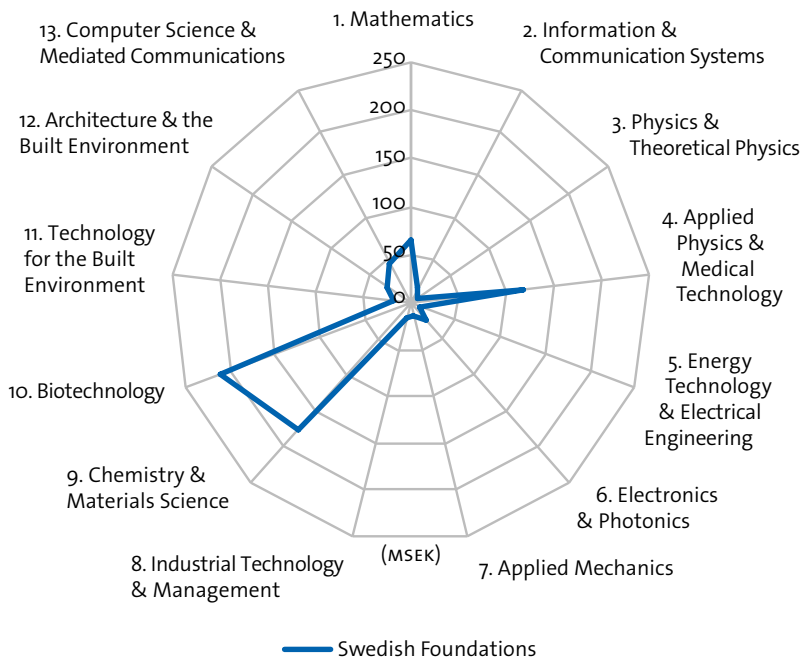 1. Mathematics
2. Information &
Communication Systems
3. Physics &
Theoretical Physics
4. Applied
Physics &
Medical
Technology
5. Energy
Technology
& Electrical
Engineering
6. Electronics
& Photonics
7. Applied Mechanics
(MSEK)
8. Industrial Technology
& Management
9. Chemistry &
Materials Science
10. Biotechnology
11. Technology
for the Built
Environment
12. Architecture & the
Built Environment
13. Computer Science &
Mediated Communications
250
200
150
100
50
0
Swedish Foundations